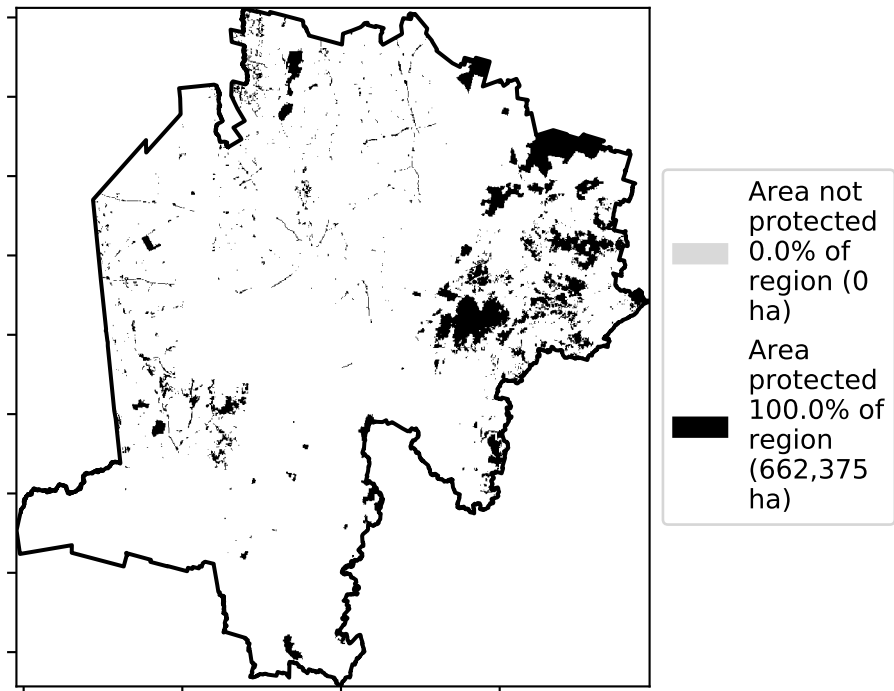 Area not
protected
0.0% of
region (0
ha)
Area
protected
100.0% of
region
(662,375
ha)